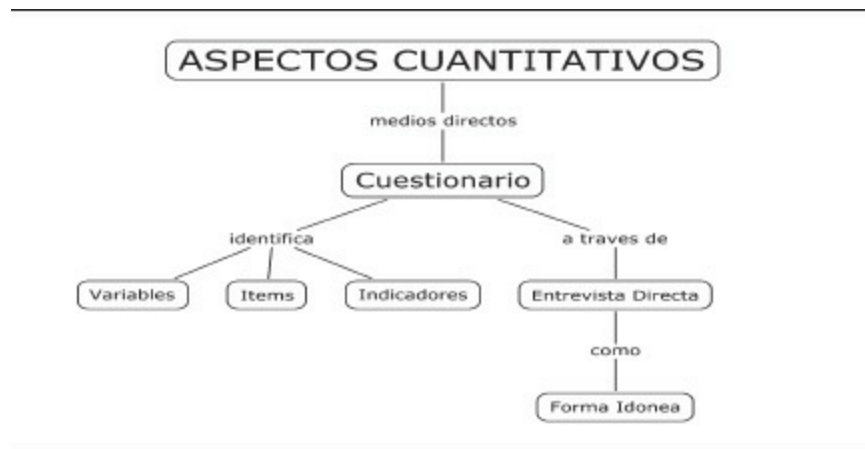 ASPECTOS CUANTITATIVOS
medios directos
Cuestionario
identifica
a traves de
Variables
Items
Indicadores
Entrevista Directa
como
Forma Idonea